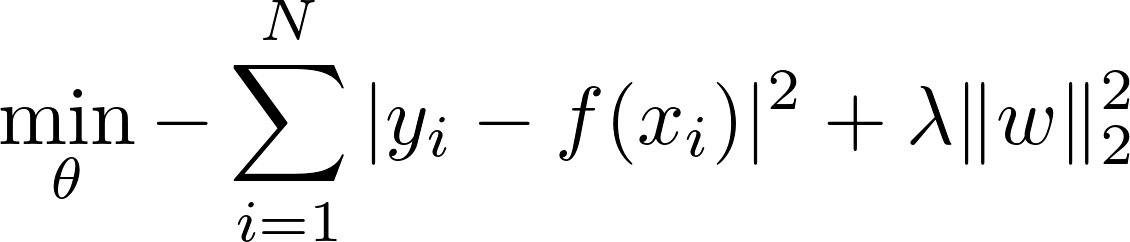 \min_{\theta} - \sum_{i=1}^{N} |y_i - f(x_i)|^2 + \lambda \|w\|_2^2